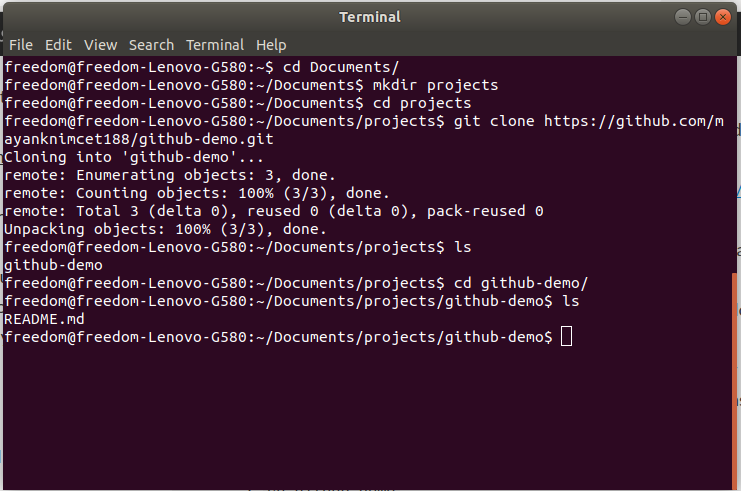 Terminal
File Edit View Search Terminal Help
freedom@freedom-Lenovo-G580:~$ cd Documents/
freedom@freedom-Lenovo-G580:~/Documents$ mkdir projects
freedom@freedom-Lenovo-G580:~/Documents$ cd projects
freedom@freedom-Lenovo-G580:~/Documents/projects$ git clone https://github.com/m
ayanknimcet188/github-demo.git
Cloning into 'github-demo'...
remote: Enumerating objects: 3, done.
remote: Counting objects: 100% (3/3), done.
remote: Total 3 (delta 0), reused 0 (delta 0), pack-reused 0
Unpacking objects: 100% (3/3), done.
freedom@freedom-Lenovo-G580:~/Documents/projects$ ls
github-demo
freedom@freedom-Lenovo-G580:~/Documents/projects$ cd github-demo/
freedom@freedom-Lenovo-G580:~/Documents/projects/github-demo$ ls
README.md
freedom@freedom-Lenovo-G580:~/Documents/projects/github-demo$